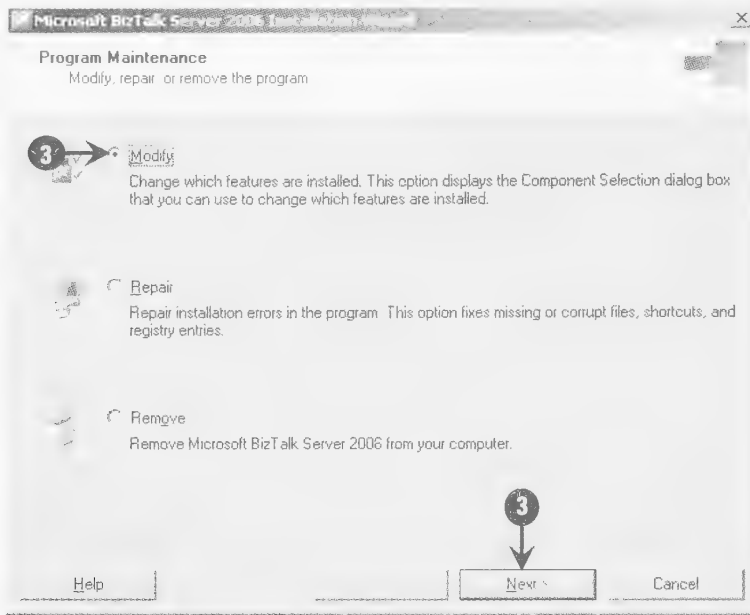 Microsoft BizTalk Server 2006 Installation
Program Maintenance
Modify, repair or remove the program
3
Modify
Change which features are installed. This option displays the Component Selection dialog box
that you can use to change which features are installed.
Repair
Repair installation errors in the program This option fixes missing or corrupt files, shortcuts, and
registry entries.
Remove
Remove Microsoft BizTalk Server 2006 from your computer.
3
Help
Next >
Cancel